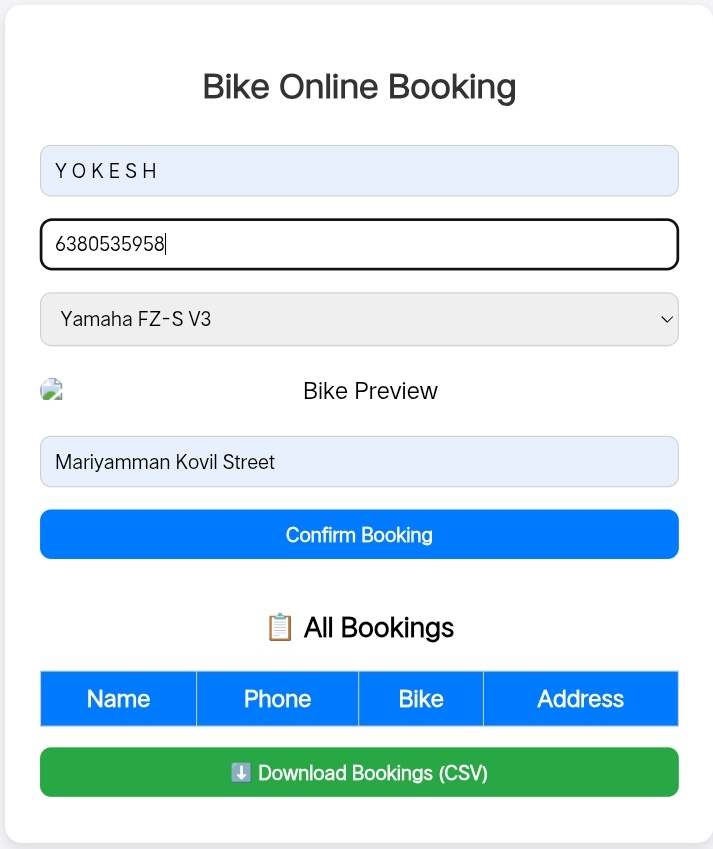 Bike Online Booking
Y O K E S H
6380535958
Yamaha FZ-S V3
Bike Preview
Mariyamman Kovil Street
Confirm Booking
📋 All Bookings
Name Phone Bike Address
⬇️ Download Bookings (CSV)